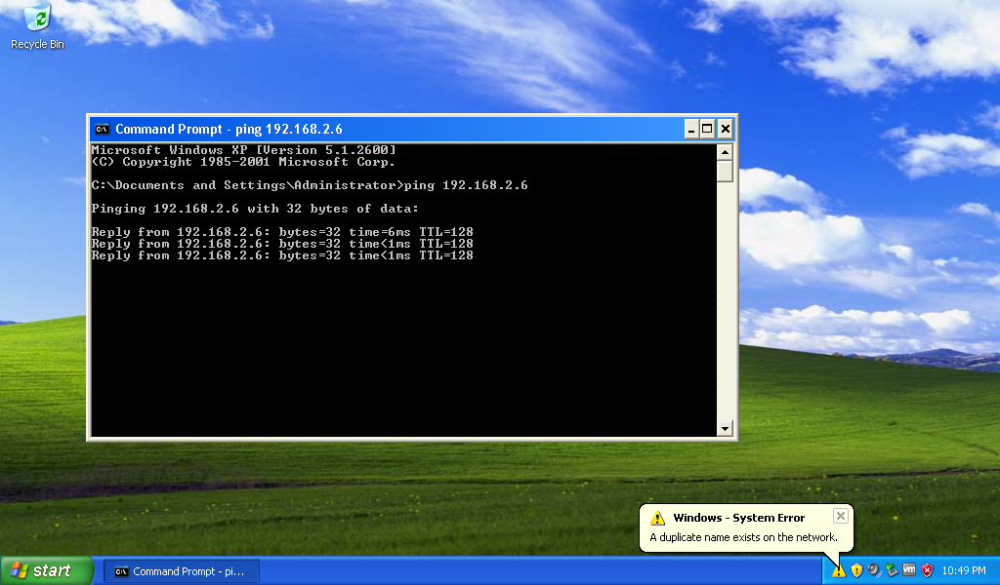 Recycle Bin
Command Prompt - ping 192.168.2.6
Microsoft Windows XP [Version 5.1.2600]
(C) Copyright 1985-2001 Microsoft Corp.
C:\Documents and Settings\Administrator>ping 192.168.2.6
Pinging 192.168.2.6 with 32 bytes of data:
Reply from 192.168.2.6: bytes=32 time=6ms TTL=128
Reply from 192.168.2.6: bytes=32 time<1ms TTL=128
Reply from 192.168.2.6: bytes=32 time<1ms TTL=128
Windows - System Error
A duplicate name exists on the network.
start
Command Prompt - pi...
10:49 PM